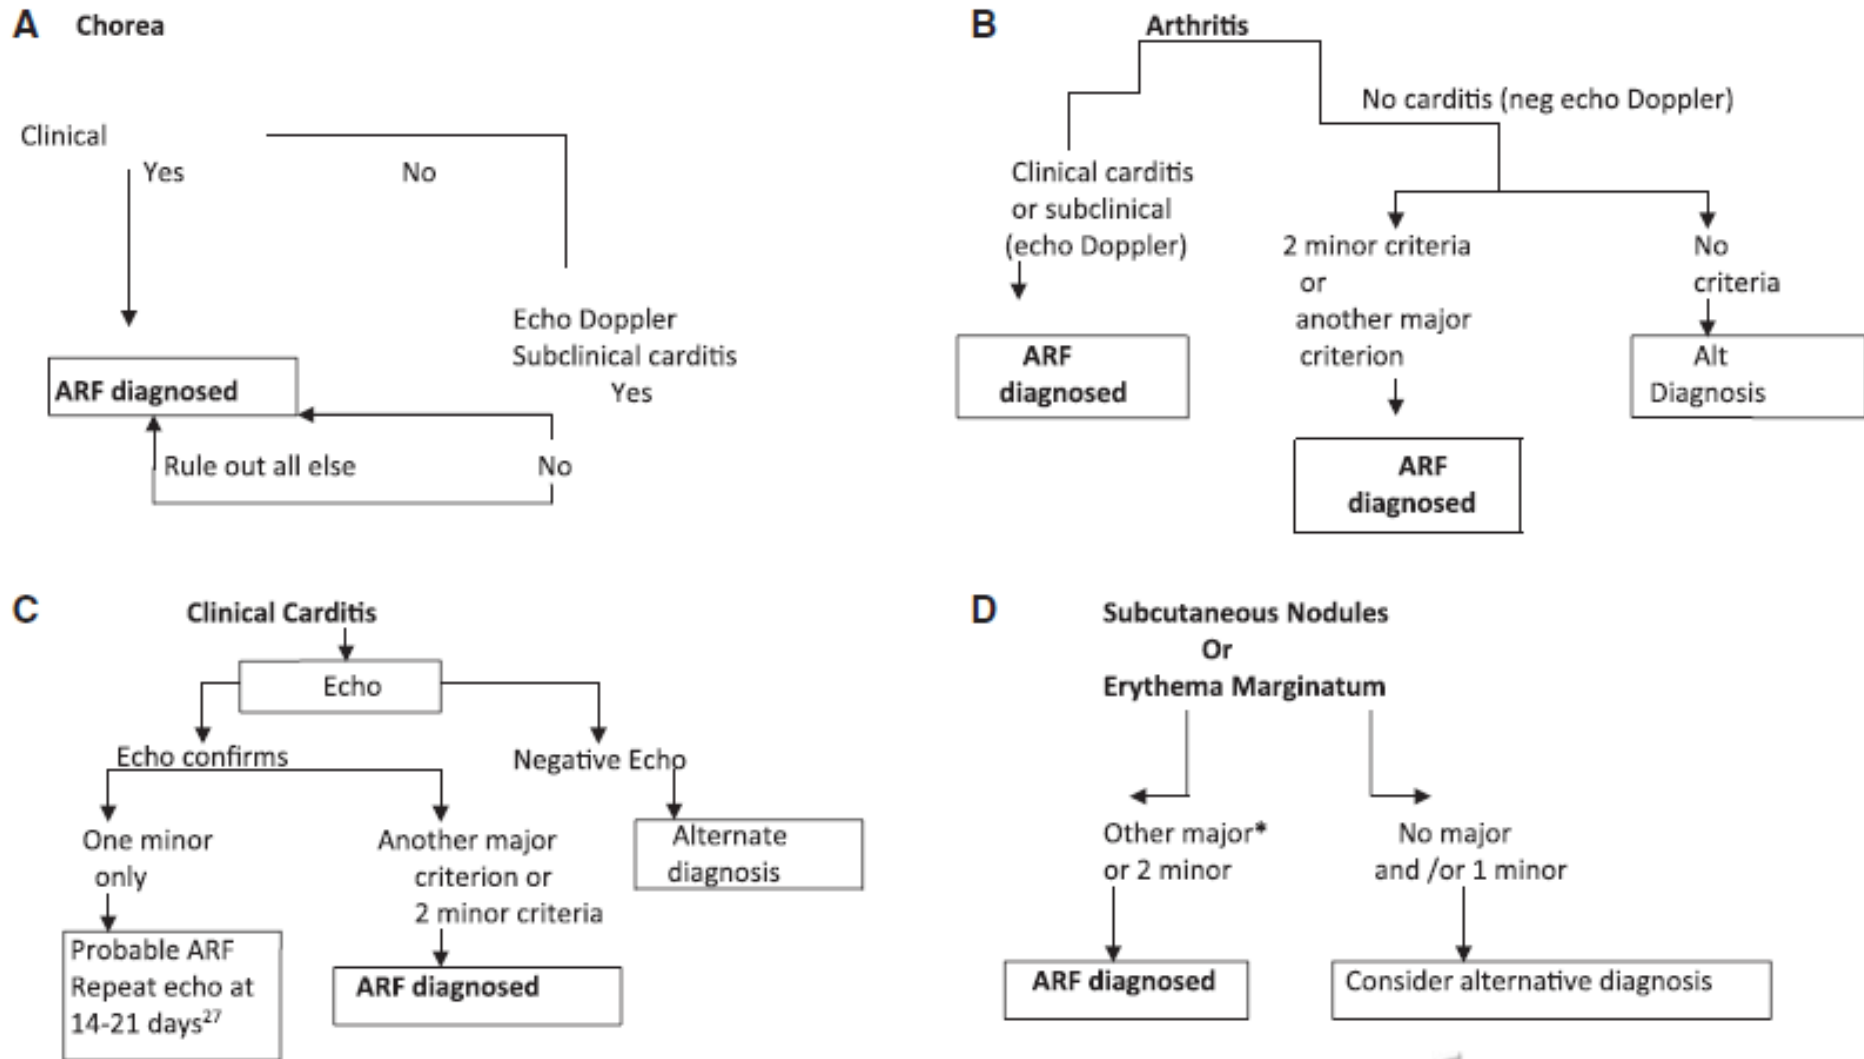 A Chorea
Clinical
Yes
No
Echo Doppler
Subclinical carditis
Yes
ARF diagnosed
Rule out all else
No
B Arthritis
No carditis (neg echo Doppler)
Clinical carditis
or subclinical
(echo Doppler)
2 minor criteria
or
another major
criterion
No
criteria
ARF
diagnosed
Alt
Diagnosis
ARF
diagnosed
C Clinical Carditis
Echo
Echo confirms
Negative Echo
One minor
only
Another major
criterion or
2 minor criteria
Alternate
diagnosis
Probable ARF
Repeat echo at
14-21 days27
ARF diagnosed
D Subcutaneous Nodules
Or
Erythema Marginatum
Other major*
or 2 minor
No major
and /or 1 minor
ARF diagnosed
Consider alternative diagnosis